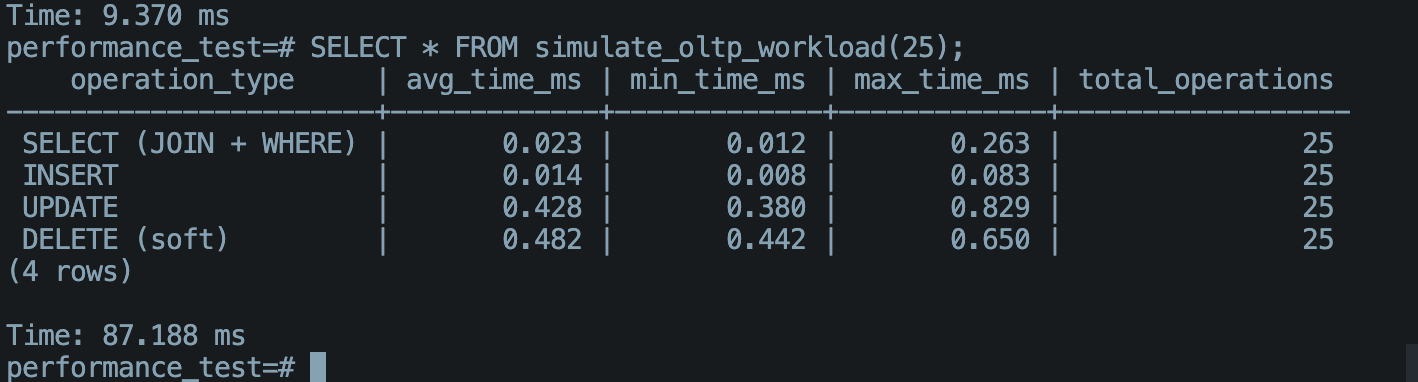 Time: 9.370 ms
performance_test=# SELECT * FROM simulate_oltp_workload(25);
    operation_type     | avg_time_ms | min_time_ms | max_time_ms | total_operations
-----------------------+-------------+-------------+-------------+------------------
 SELECT (JOIN + WHERE) |       0.023 |       0.012 |       0.263 |               25
 INSERT                |       0.014 |       0.008 |       0.083 |               25
 UPDATE                |       0.428 |       0.380 |       0.829 |               25
 DELETE (soft)         |       0.482 |       0.442 |       0.650 |               25
(4 rows)

Time: 87.188 ms
performance_test=#